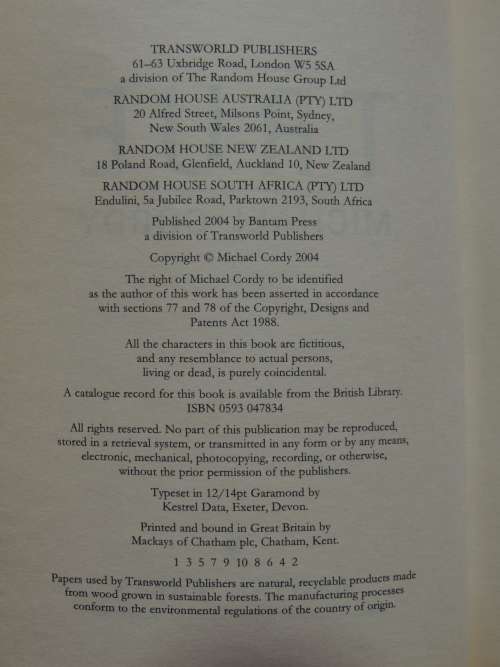 TRANSWORLD PUBLISHERS
61–63 Uxbridge Road, London W5 5SA
a division of The Random House Group Ltd
RANDOM HOUSE AUSTRALIA (PTY) LTD
20 Alfred Street, Milsons Point, Sydney,
New South Wales 2061, Australia
RANDOM HOUSE NEW ZEALAND LTD
18 Poland Road, Glenfield, Auckland 10, New Zealand
RANDOM HOUSE SOUTH AFRICA (PTY) LTD
Endulini, 5a Jubilee Road, Parktown 2193, South Africa
Published 2004 by Bantam Press
a division of Transworld Publishers
Copyright © Michael Cordy 2004
The right of Michael Cordy to be identified
as the author of this work has been asserted in accordance
with sections 77 and 78 of the Copyright, Designs and
Patents Act 1988.
All the characters in this book are fictitious,
and any resemblance to actual persons,
living or dead, is purely coincidental.
A catalogue record for this book is available from the British Library.
ISBN 0593 047834
All rights reserved. No part of this publication may be reproduced,
stored in a retrieval system, or transmitted in any form or by any means,
electronic, mechanical, photocopying, recording, or otherwise,
without the prior permission of the publishers.
Typeset in 12/14pt Garamond by
Kestrel Data, Exeter, Devon.
Printed and bound in Great Britain by
Mackays of Chatham plc, Chatham, Kent.
1 3 5 7 9 10 8 6 4 2
Papers used by Transworld Publishers are natural, recyclable products made
from wood grown in sustainable forests. The manufacturing processes
conform to the environmental regulations of the country of origin.